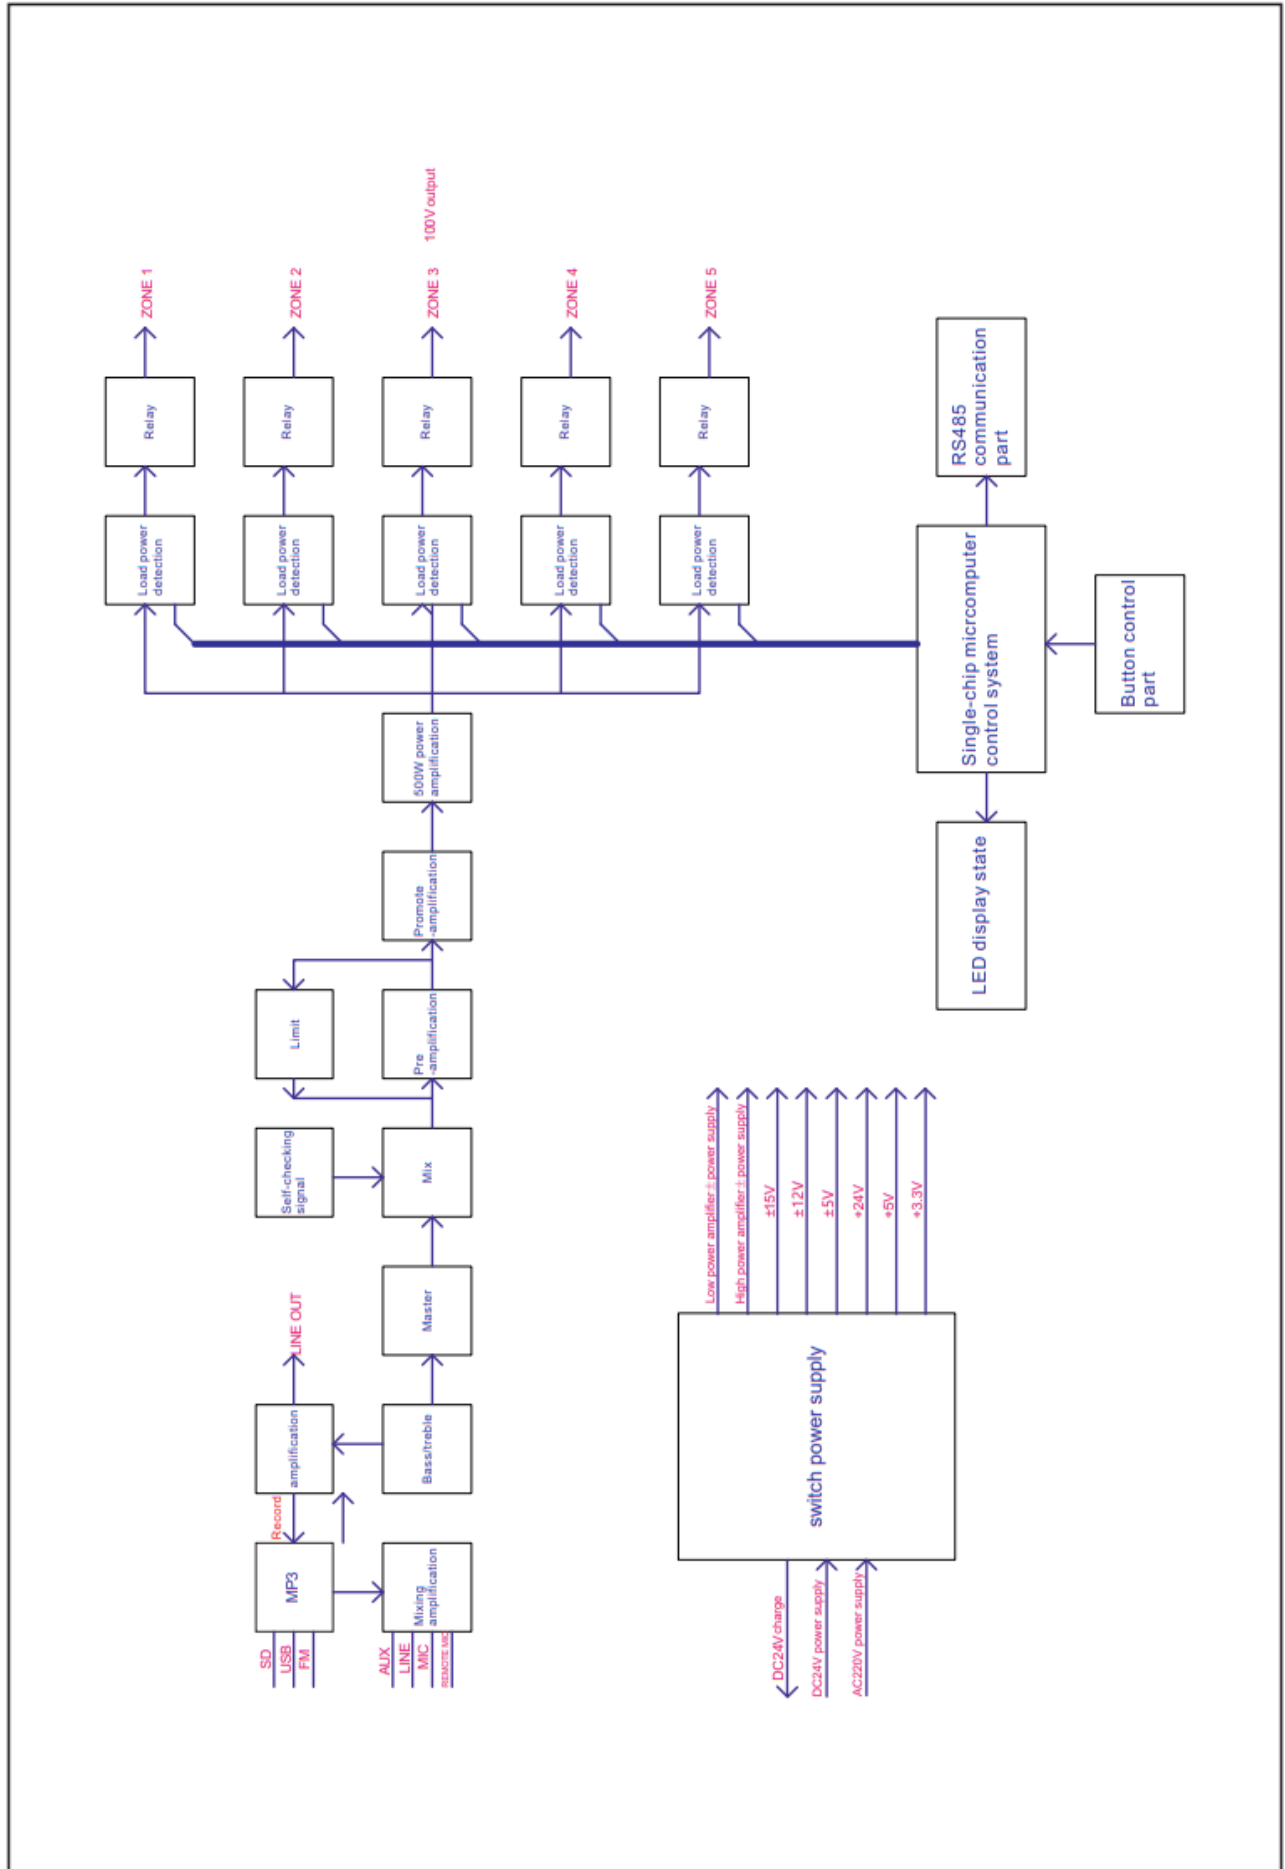 SD
USB
FM
MP3
Record
amplification
LINE OUT
AUX
LINE
MIC
REMOTE MIC
Mixing
amplification
Bass/treble
Master
Self-checking
signal
Mix
Limit
Pre
-amplification
Promote
-amplification
500W power
amplification
Load power
detection
Relay
ZONE 1
Load power
detection
Relay
ZONE 2
Load power
detection
Relay
ZONE 3
100V output
Load power
detection
Relay
ZONE 4
Load power
detection
Relay
ZONE 5
DC24V charge
DC24V power supply
AC220V power supply
switch power supply
Low power amplifier± power supply
High power amplifier± power supply
±15V
±12V
±5V
+24V
+5V
+3.3V
LED display state
Single-chip micrcomputer
control system
RS485
communication
part
Button control
part